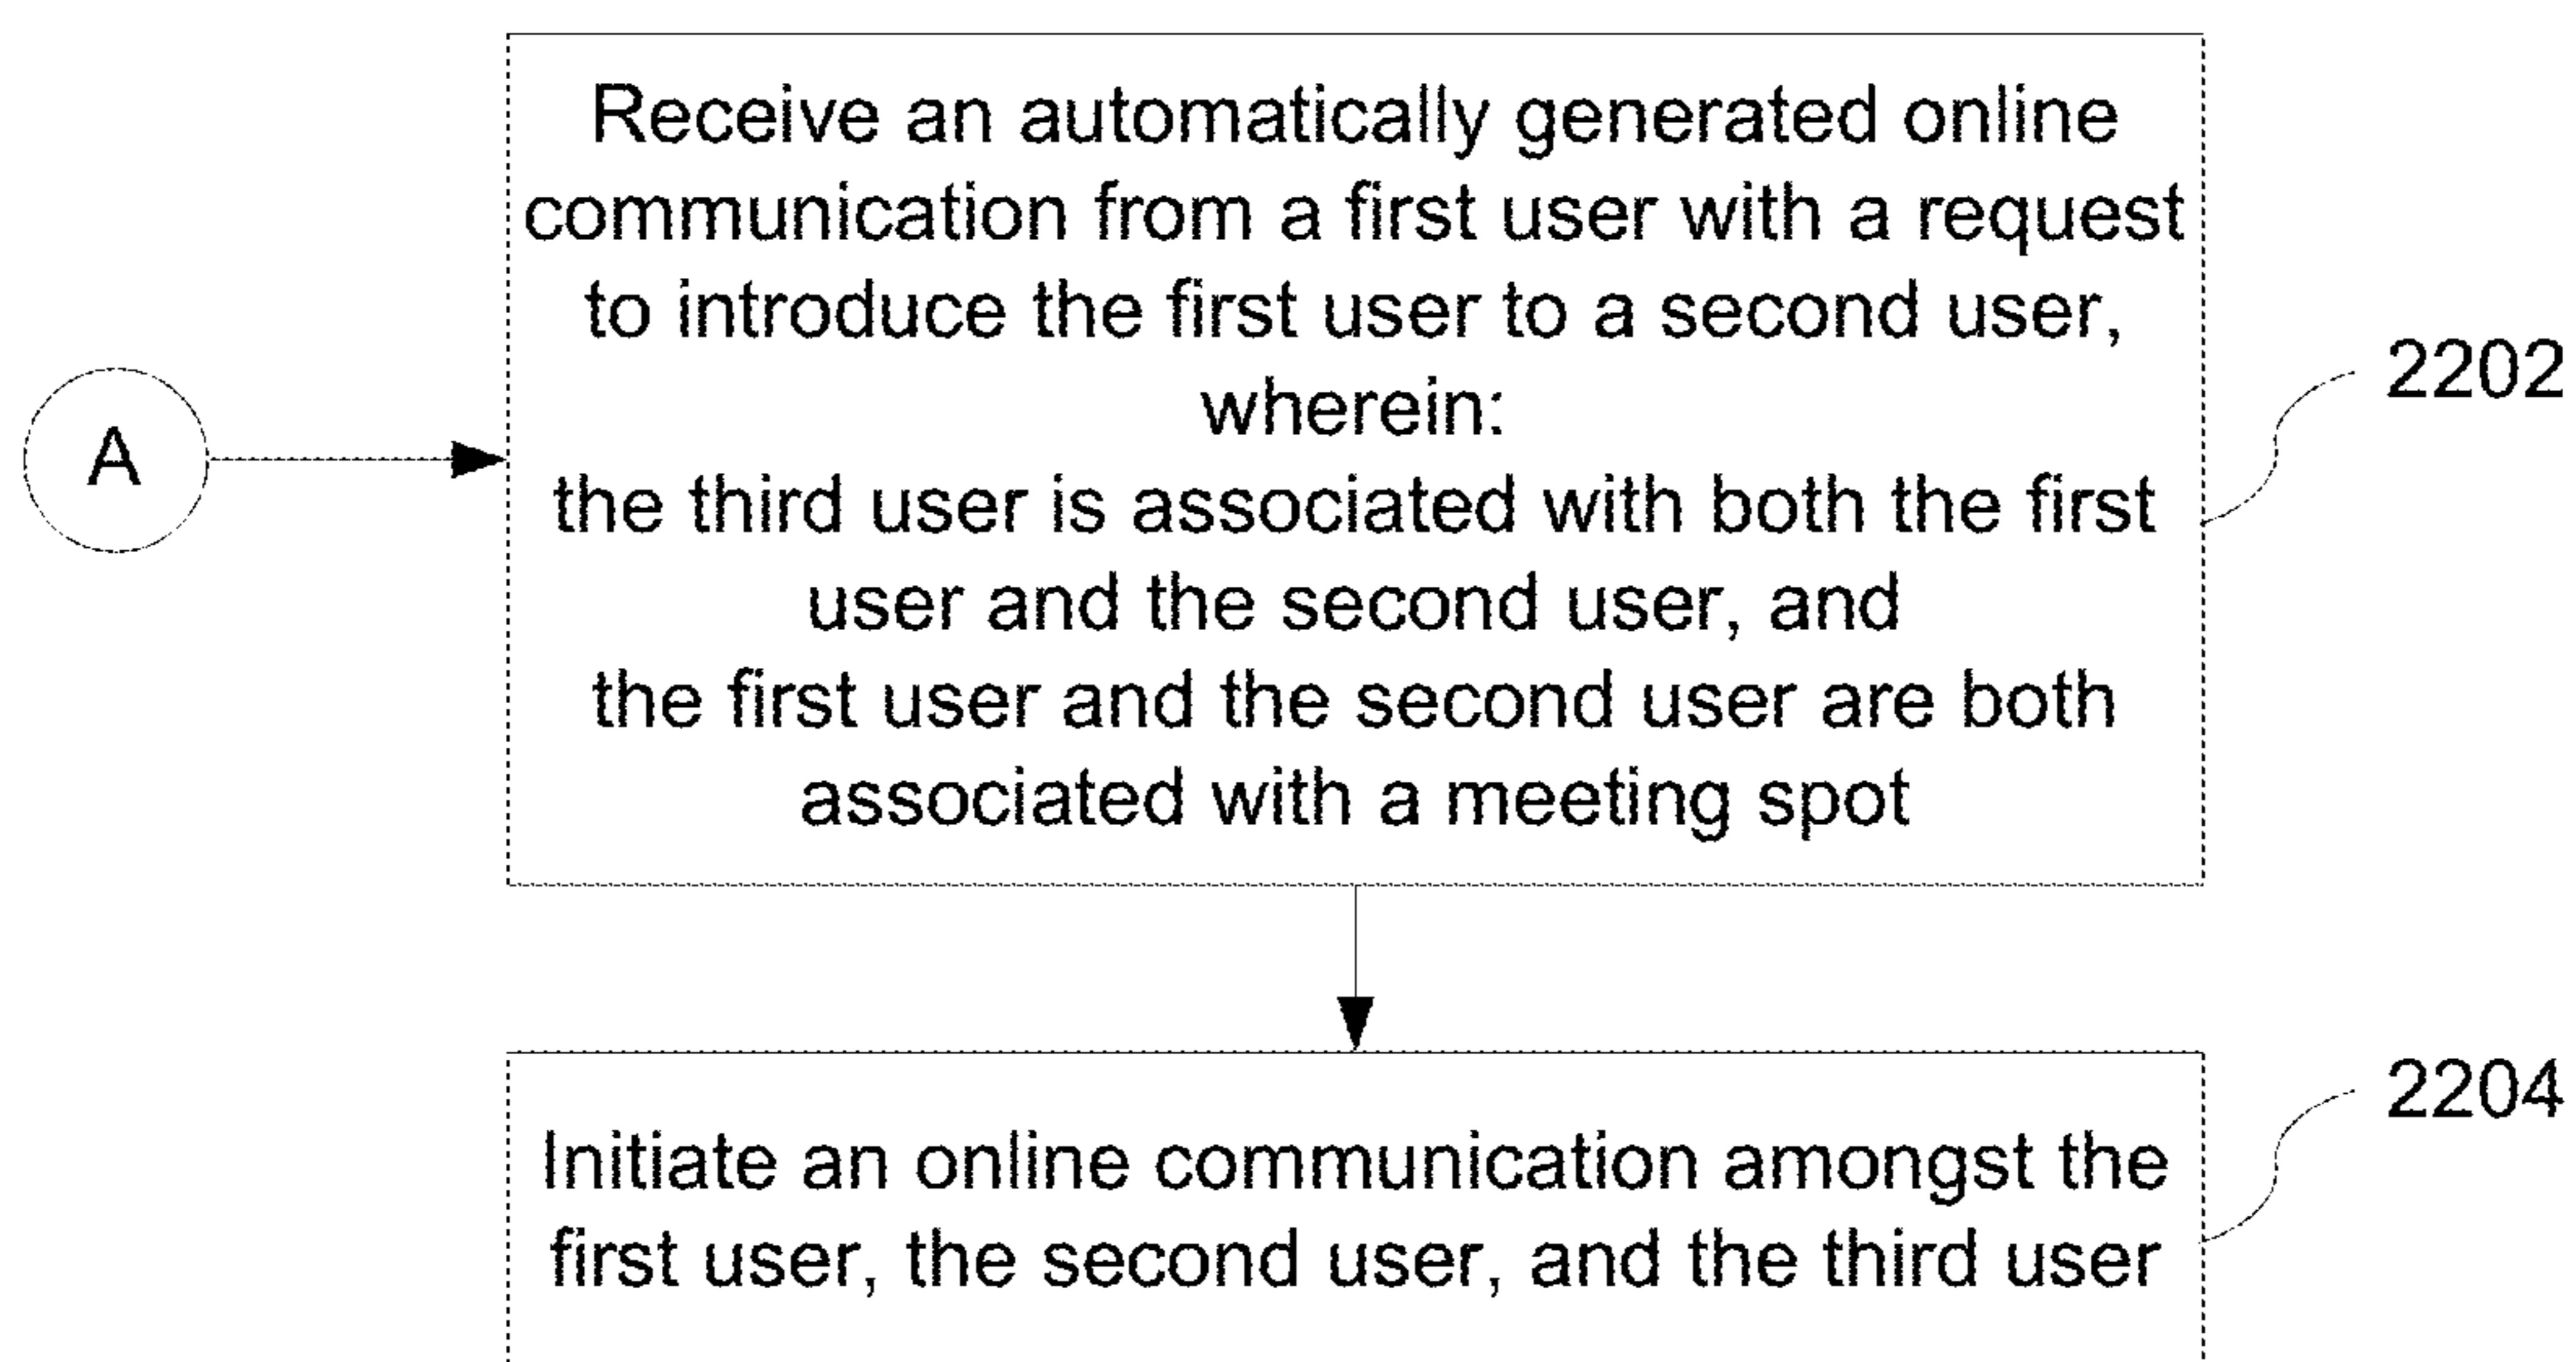 Receive an automatically generated online
communication from a first user with a request
to introduce the first user to a second user,
wherein:
the third user is associated with both the first
user and the second user, and
the first user and the second user are both
associated with a meeting spot
2202
A
Initiate an online communication amongst the
first user, the second user, and the third user
2204